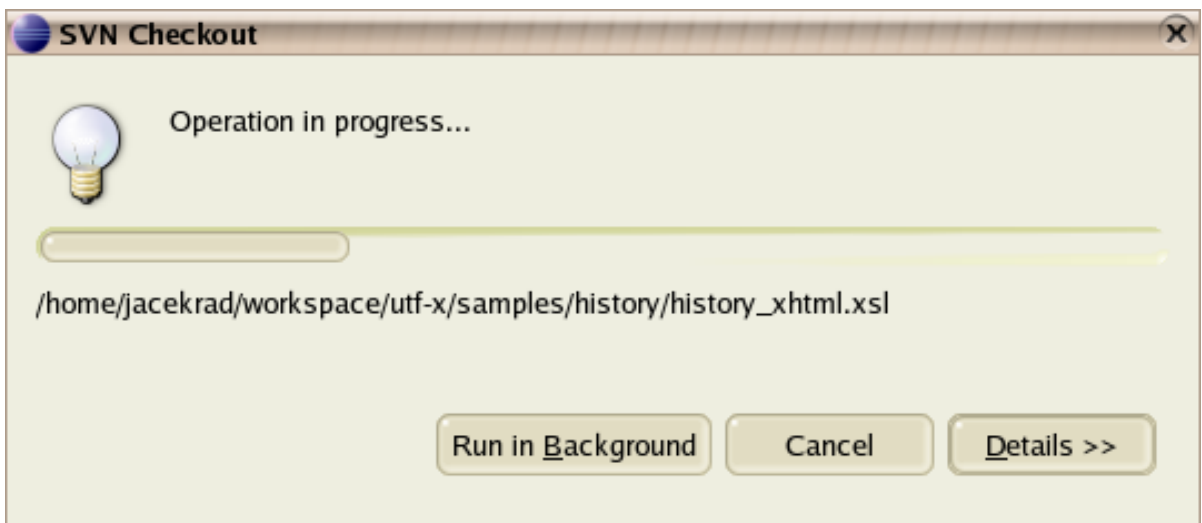 SVN Checkout
Operation in progress...
/home/jacekrad/workspace/utf-x/samples/history/history_xhtml.xsl
Run in Background Cancel Details >>